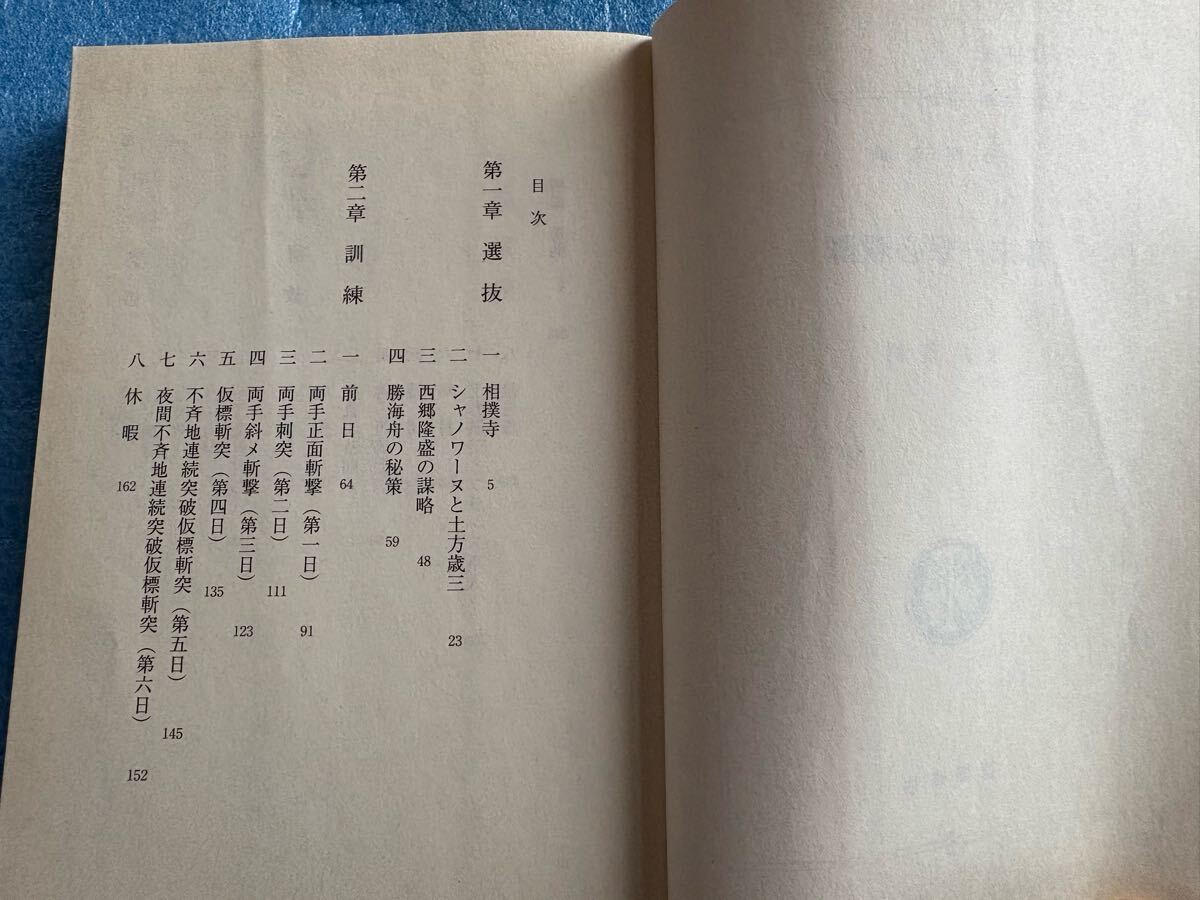 目次
第一章 選抜
一 相撲寺 5
二 シャノワーヌと土方歳三 23
三 西郷隆盛の謀略 48
四 勝海舟の秘策 59
第二章 訓練
一 前日 64
二 両手正面斬撃（第一日） 91
三 両手刺突（第二日） 111
四 両手斜メ斬撃（第三日） 123
五 仮標斬突（第四日） 135
六 不斉地連続突破仮標斬突（第五日） 145
七 夜間不斉地連続突破仮標斬突（第六日） 152
八 休暇 162